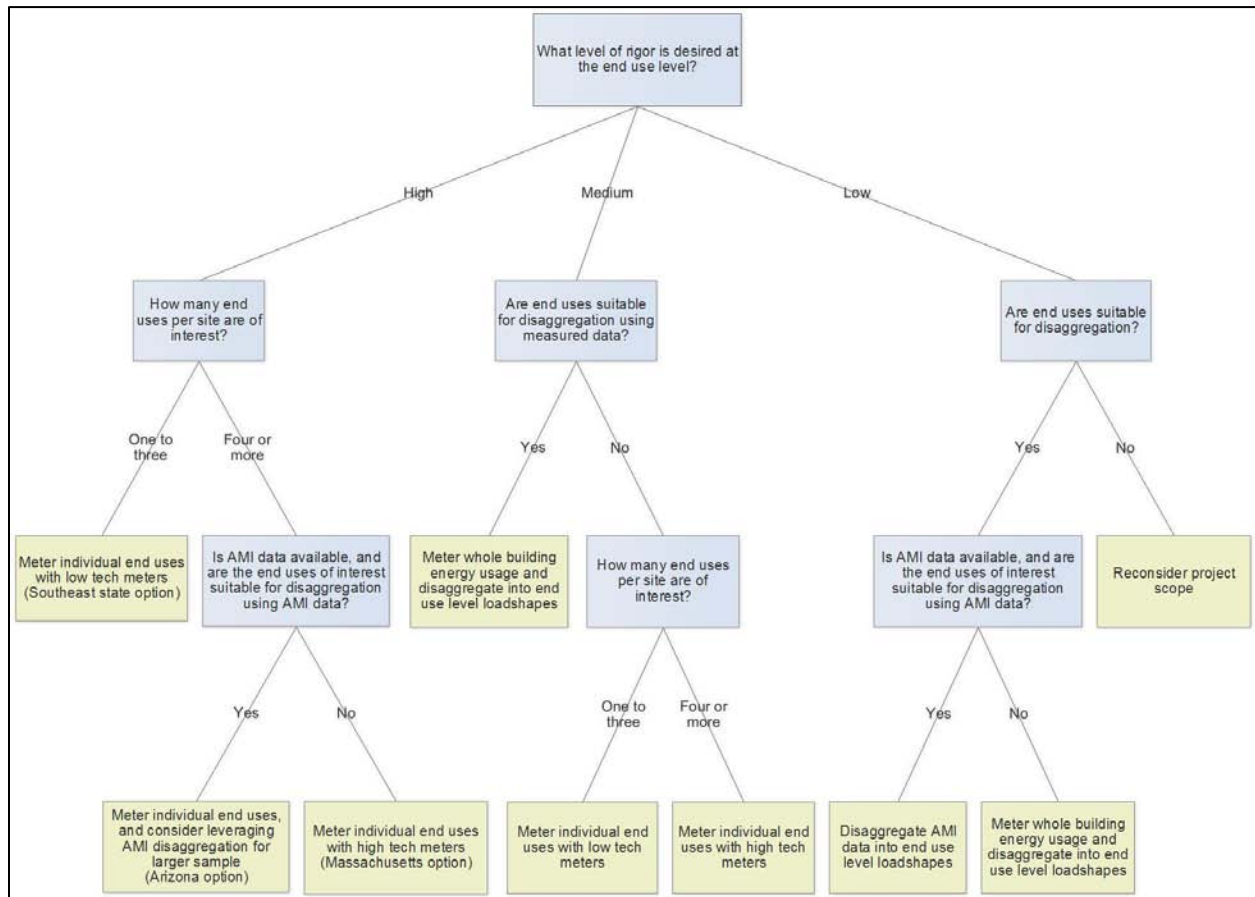 What level of rigor is desired at
the end use level?
High
Medium
Low
How many end
uses per site are of
interest?
Are end uses suitable
for disaggregation using
measured data?
Are end uses suitable
for disaggregation?
One to
three
Four or
more
Yes
No
Yes
No
Meter individual end uses
with low tech meters
(Southeast state option)
Is AMI data available, and
are the end uses of interest
suitable for disaggregation
using AMI data?
Meter whole building
energy usage and
disaggregate into end
use level loadshapes
How many end uses
per site are of
interest?
Is AMI data available, and are
the end uses of interest
suitable for disaggregation
using AMI data?
Reconsider project
scope
Yes
No
One to
three
Four or
more
Yes
No
Meter individual end uses,
and consider leveraging
AMI disaggregation for
larger sample
(Arizona option)
Meter individual end uses
with high tech meters
(Massachusetts option)
Meter individual end
uses with low tech
meters
Meter individual end
uses with high tech
meters
Disaggregate AMI
data into end use
level loadshapes
Meter whole building
energy usage and
disaggregate into end
use level loadshapes